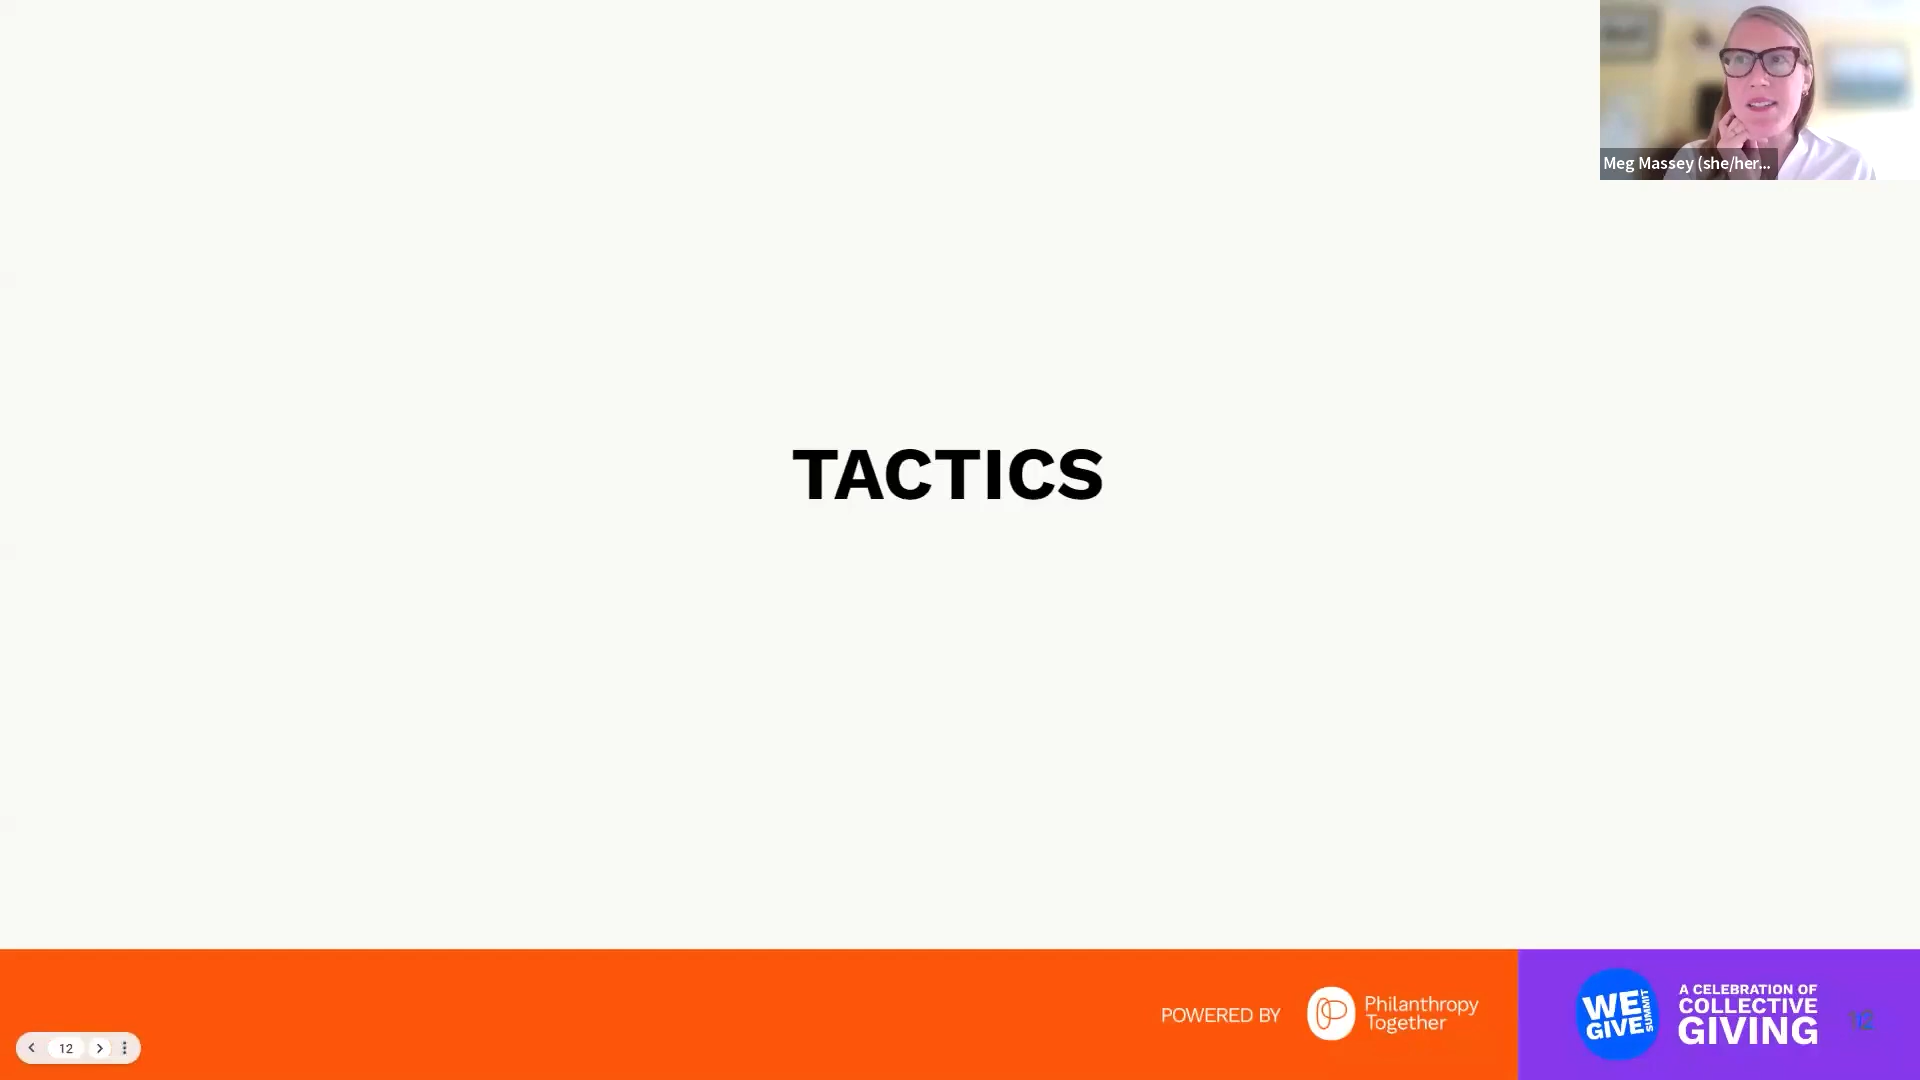 Meg Massey (she/her...
TACTICS
POWERED BY
Philanthropy
Together
WE
GIVE
SUMMIT
A CELEBRATION OF
COLLECTIVE
GIVING
12
12